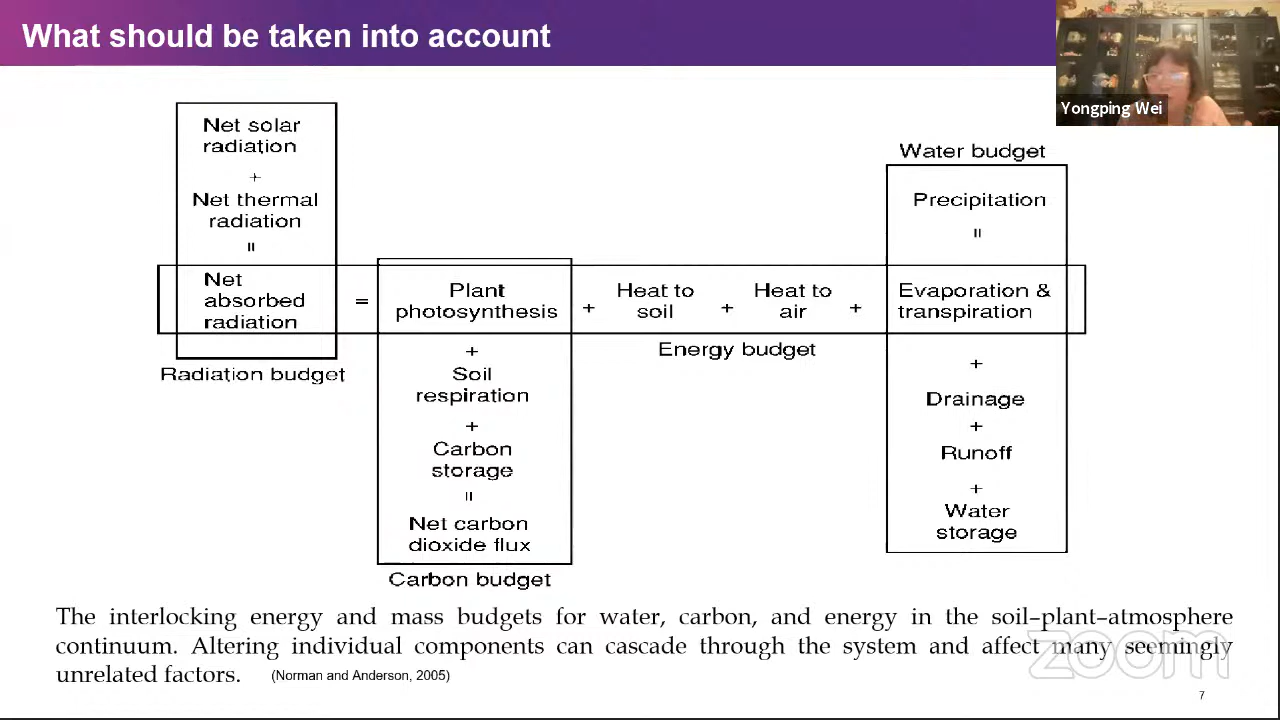 What should be taken into account
Yongping Wei
Net solar
radiation
+
Net thermal
radiation
=
Net
absorbed
radiation
Radiation budget
=
Plant
photosynthesis
+
Soil
respiration
+
Carbon
storage
=
Net carbon
dioxide flux
Carbon budget
+
Heat to
soil
+
Heat to
air
+
Energy budget
Water budget
Precipitation
=
Evaporation &
transpiration
+
Drainage
+
Runoff
+
Water
storage
The interlocking energy and mass budgets for water, carbon, and energy in the soil–plant–atmosphere
continuum. Altering individual components can cascade through the system and affect many seemingly
unrelated factors. (Norman and Anderson, 2005)
zoom
7